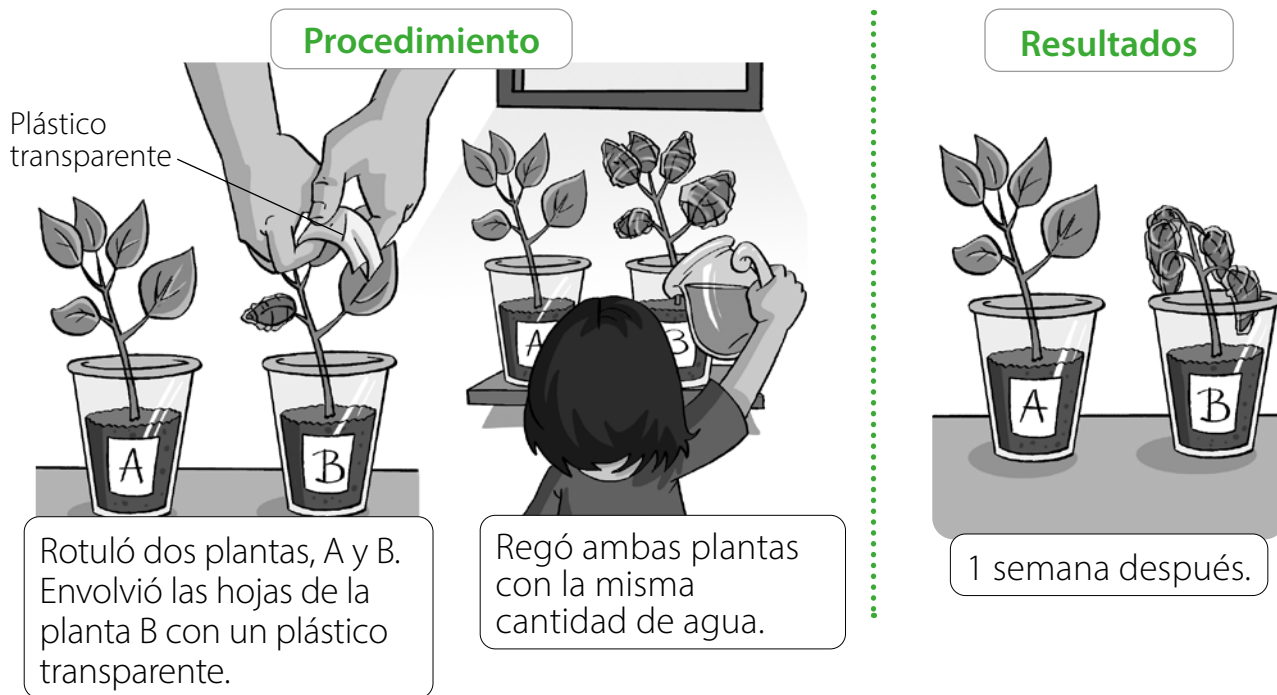 Procedimiento
Plástico
transparente
A
B
A
B
Rotuló dos plantas, A y B.
Envolvió las hojas de la
planta B con un plástico
transparente.
Regó ambas plantas
con la misma
cantidad de agua.
Resultados
A
B
1 semana después.